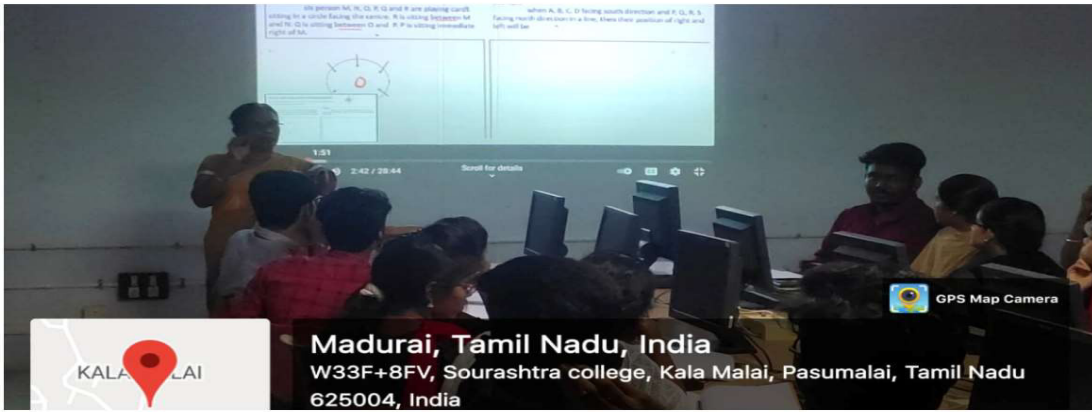 six person M, N, O, P, Q and R are playing cards
sitting in a circle facing the centre. R is sitting between M
and N. Q is sitting between O and P. P is sitting immediate
right of M.
when A, B, C, D facing south direction and P, Q, R, S
facing north direction in a line, then their position of right and
left will be
1:51
2:42 / 28:44
Scroll for details
GPS Map Camera
KALA LAI
Madurai, Tamil Nadu, India
W33F+8FV, Sourashtra college, Kala Malai, Pasumalai, Tamil Nadu
625004, India